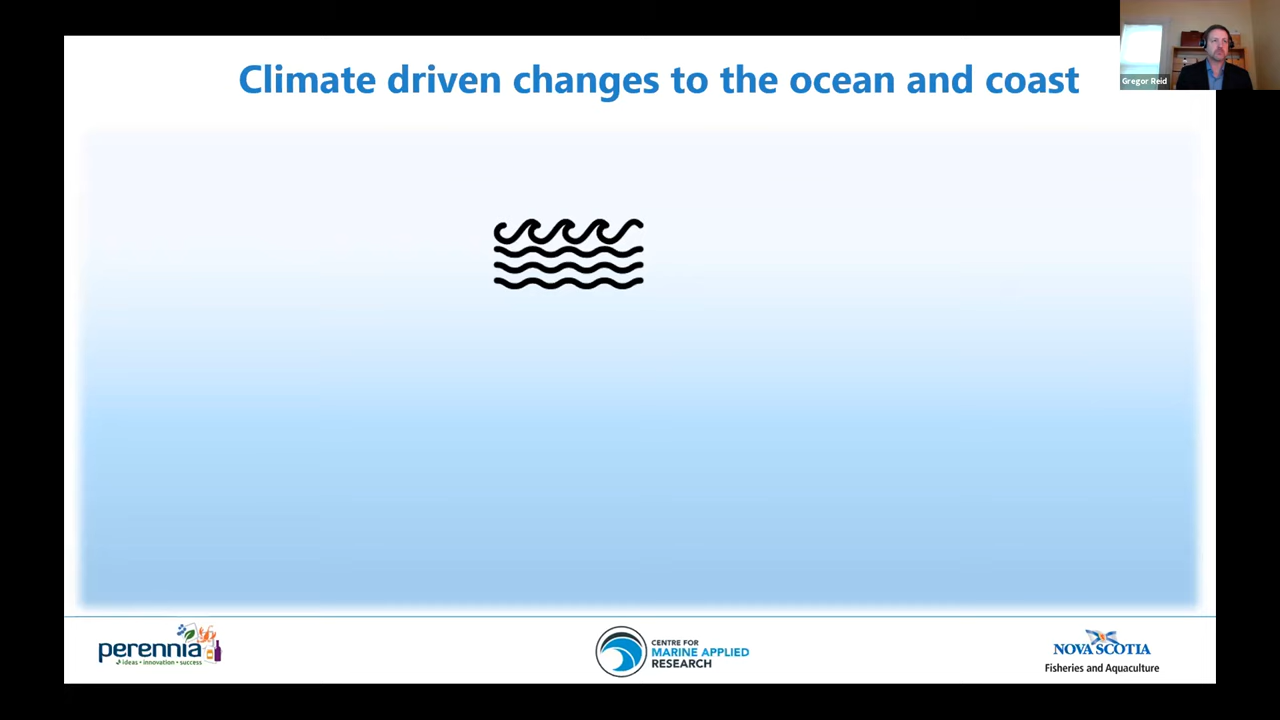 Climate driven changes to the ocean and coast
Gregor Reid
perennia
ideas • innovation • success
CENTRE FOR
MARINE APPLIED
RESEARCH
NOVA SCOTIA
Fisheries and Aquaculture